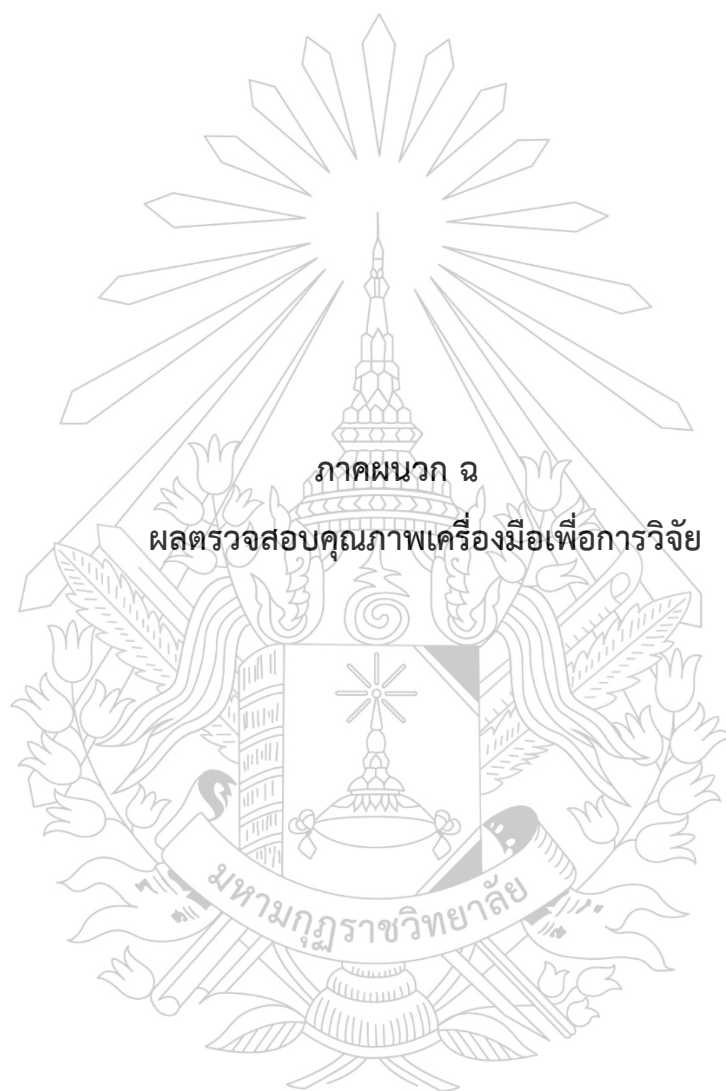 ภาคผนวก ฉ
ผลตรวจสอบคุณภาพเครื่องมือเพื่อการวิจัย
มหามกุฏราชวิทยาลัย